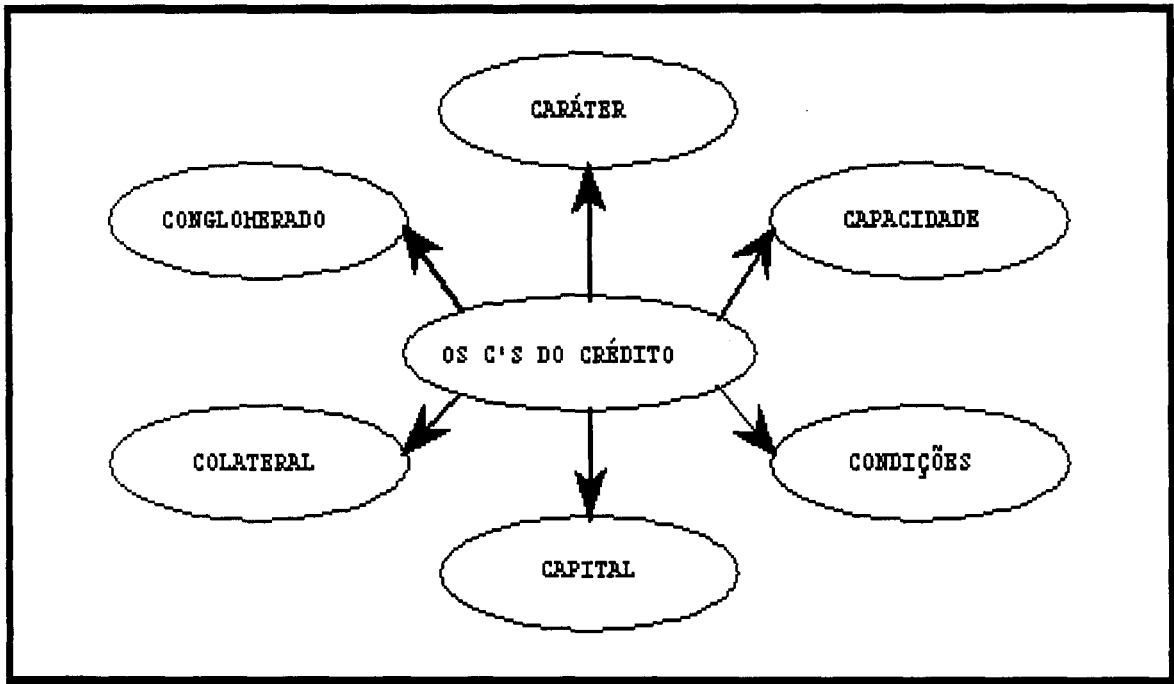 CARÁTER
CONGLOMERADO
CAPACIDADE
OS C'S DO CRÉDITO
COLATERAL
CONDIÇÕES
CAPITAL